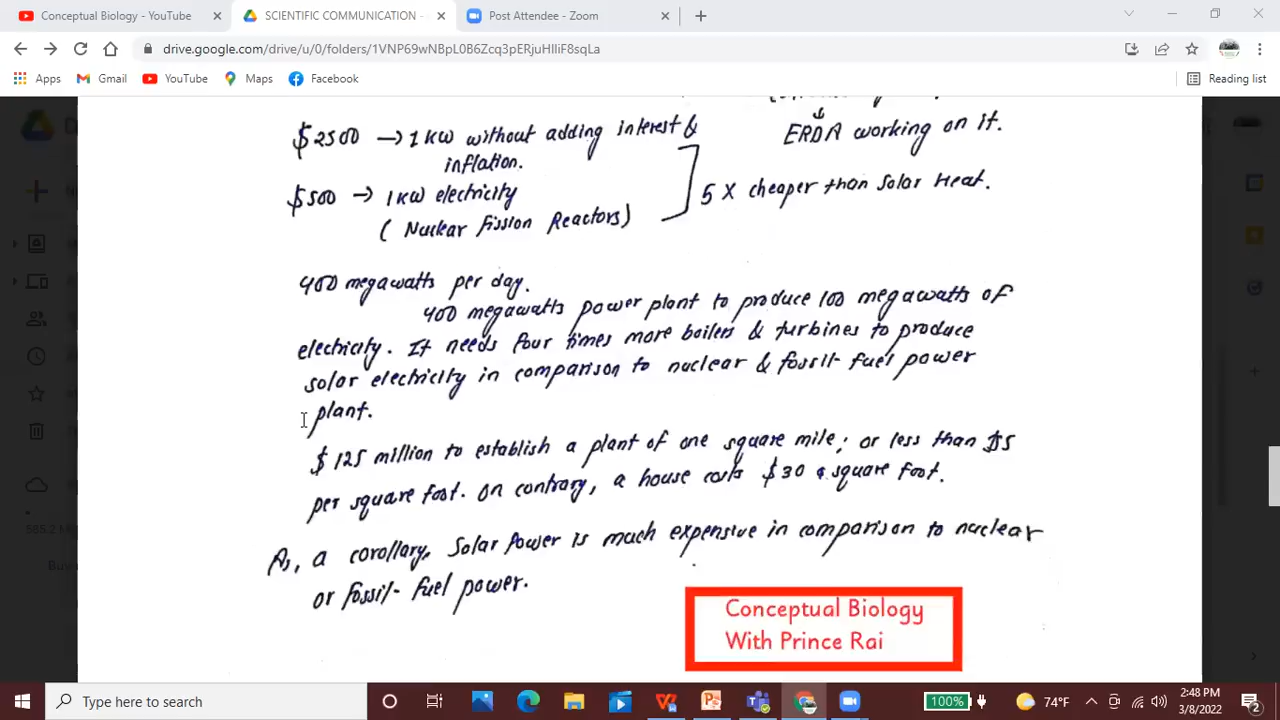 Conceptual Biology - YouTube
SCIENTIFIC COMMUNICATION -
Post Attendee - Zoom
drive.google.com/drive/u/0/folders/1VNP69wNBpL0B6Zcq3pERjuHIliF8sqLa
Apps Gmail YouTube Maps Facebook Reading list
$2500 → 1 KW without adding interest &
inflation.
ERDA working on it.
$500 → 1 KW electricity
( Nuclear Fission Reactors)
5 X cheaper than Solar Heat.
400 megawatts per day.
400 megawatts power plant to produce 100 megawatts of
electricity. It needs four times more boilers & turbines to produce
solar electricity in comparison to nuclear & fossil- fuel power
plant.
$ 125 million to establish a plant of one square mile; or less than $5
per square foot. On contrary, a house costs $30 a square foot.
As, a corollary, Solar Power is much expensive in comparison to nuclear
or fossil- fuel power.
Conceptual Biology
With Prince Rai
565.2 M
Type here to search
100%
74°F
2:48 PM
3/8/2022
2